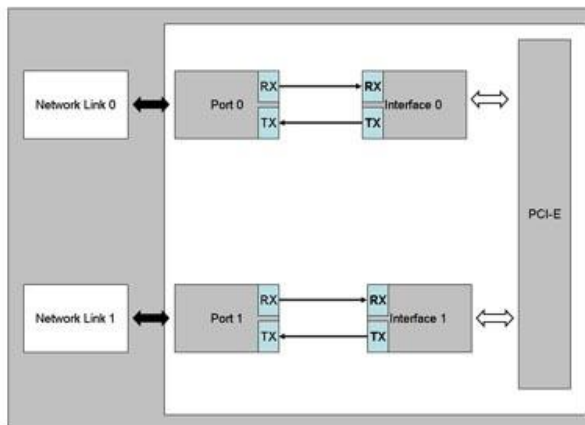 Network Link 0
Port 0
RX
TX
RX
TX
Interface 0
PCI-E
Network Link 1
Port 1
RX
TX
RX
TX
Interface 1